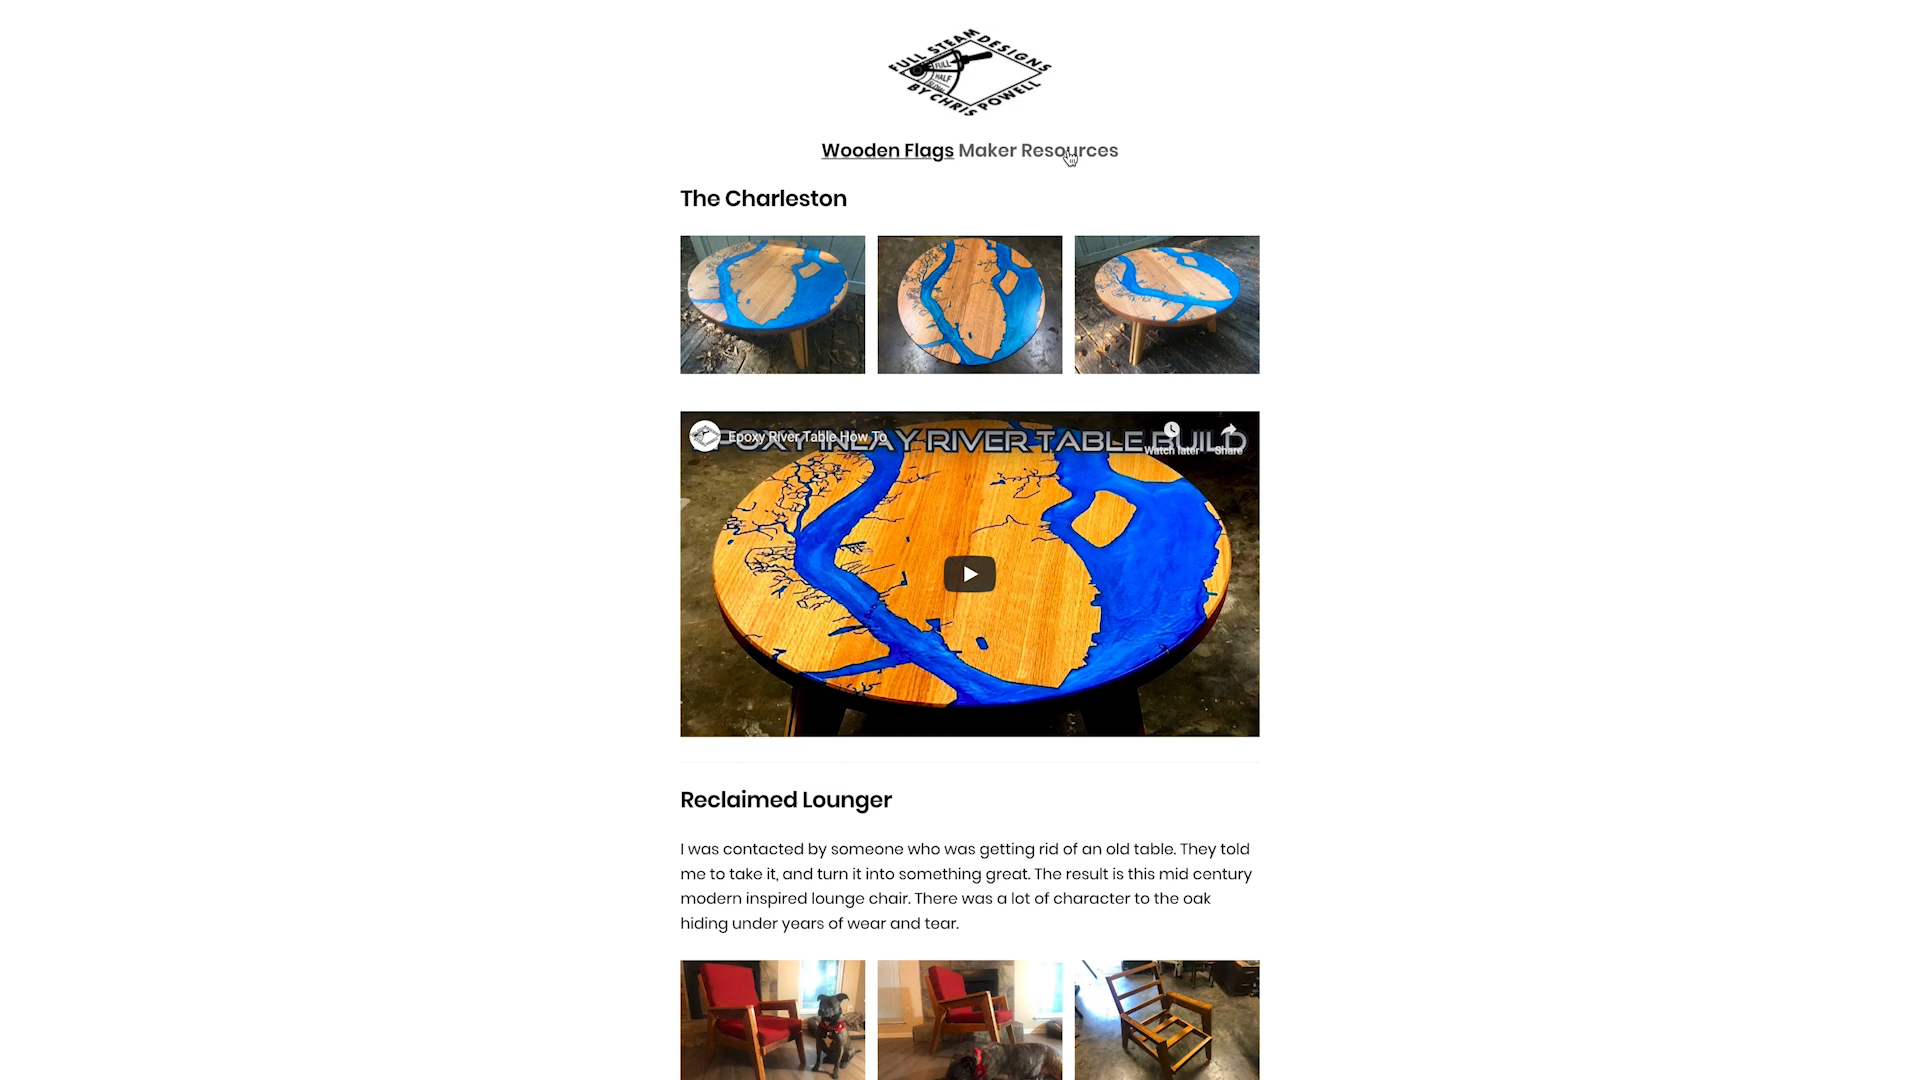 FULL STEAM DESIGNS
FULL
HALF
SLOW
BY CHRIS POWELL
Wooden Flags Maker Resources
The Charleston
Epoxy River Table How To
EPOXY INLAY RIVER TABLE BUILD
Watch later Share
Reclaimed Lounger
I was contacted by someone who was getting rid of an old table. They told
me to take it, and turn it into something great. The result is this mid century
modern inspired lounge chair. There was a lot of character to the oak
hiding under years of wear and tear.